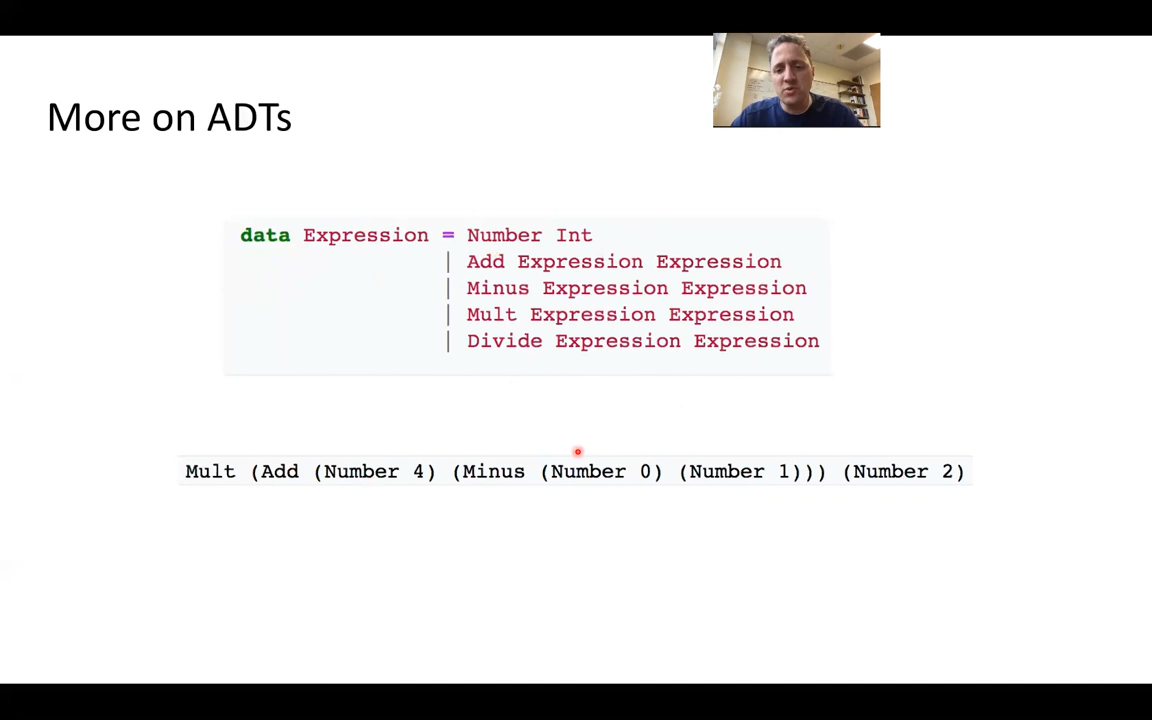 More on ADTs
data Expression = Number Int
| Add Expression Expression
| Minus Expression Expression
| Mult Expression Expression
| Divide Expression Expression
Mult (Add (Number 4) (Minus (Number 0) (Number 1))) (Number 2)